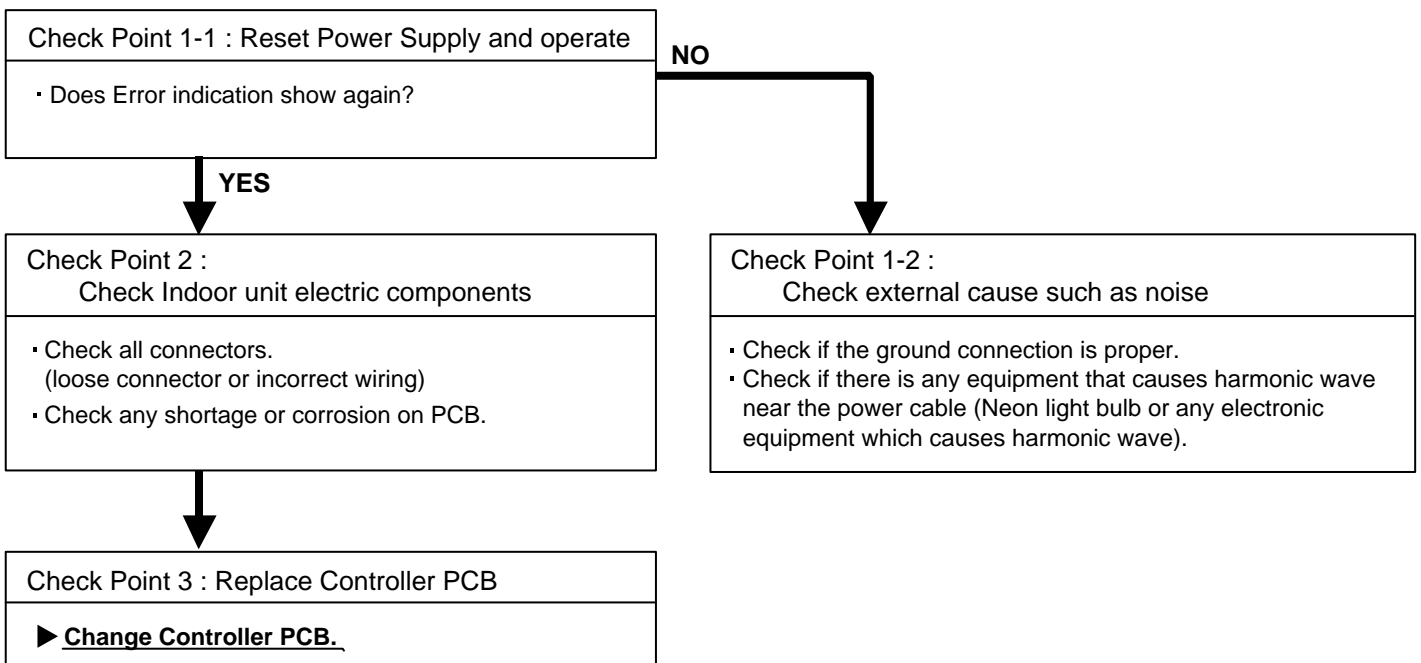 Check Point 1-1 : Reset Power Supply and operate
・Does Error indication show again?
NO
YES
Check Point 2 :
Check Indoor unit electric components
・Check all connectors.
(loose connector or incorrect wiring)
・Check any shortage or corrosion on PCB.
Check Point 1-2 :
Check external cause such as noise
・Check if the ground connection is proper.
・Check if there is any equipment that causes harmonic wave
near the power cable (Neon light bulb or any electronic
equipment which causes harmonic wave).
Check Point 3 : Replace Controller PCB
▶ Change Controller PCB.